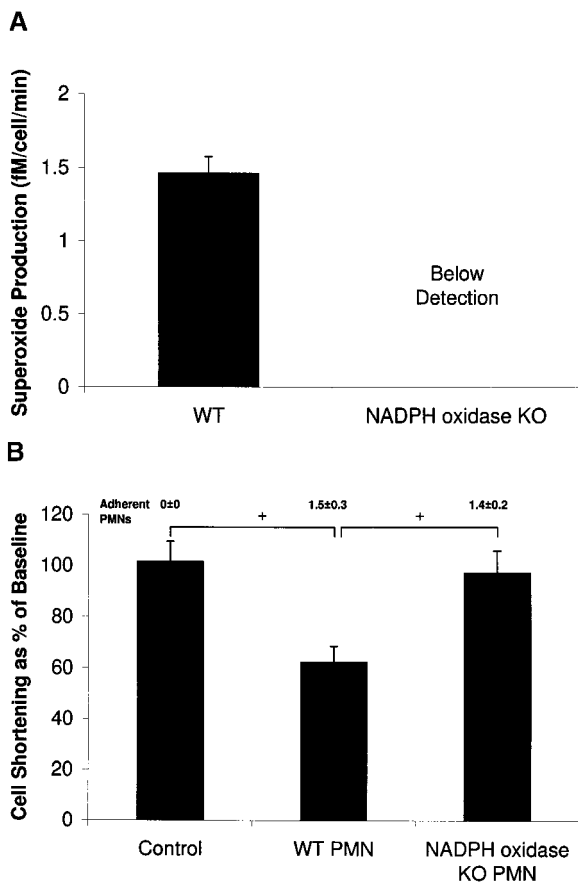 A
Superoxide Production (fM/cell/min)
2
1.5
1
0.5
0
Below
Detection
WT
NADPH oxidase KO
B
Cell Shortening as % of Baseline
Adherent
PMNs
0±0
1.5±0.3
1.4±0.2
+
+
120
100
80
60
40
20
0
Control
WT PMN
NADPH oxidase
KO PMN